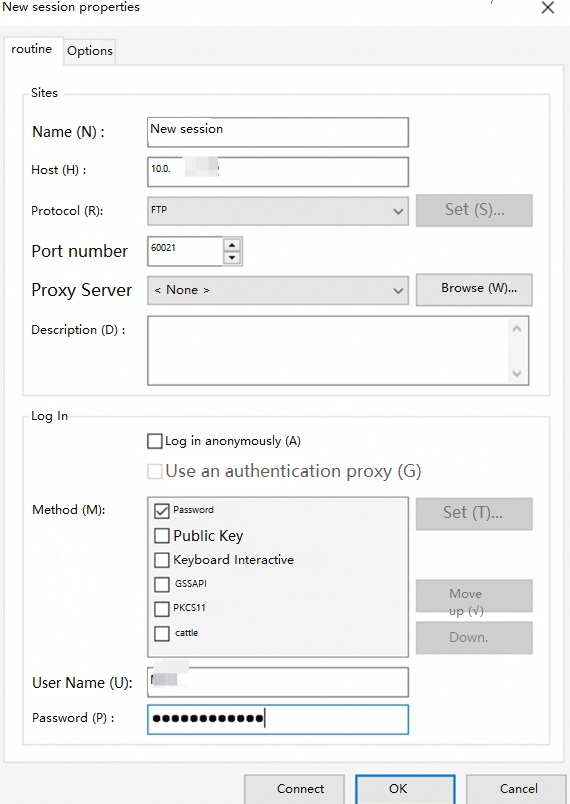 New session properties
routine
Options
Sites
Name (N) :
New session
Host (H) :
10.0.
Protocol (R):
FTP
Set (S)...
Port number
60021
Proxy Server
< None >
Browse (W)...
Description (D) :
Log In
Log in anonymously (A)
Use an authentication proxy (G)
Method (M):
Password
Set (T)...
Public Key
Keyboard Interactive
GSSAPI
Move
up (√)
PKCS11
cattle
Down.
User Name (U):
Password (P) :
●●●●●●●●●●●●
Connect
OK
Cancel